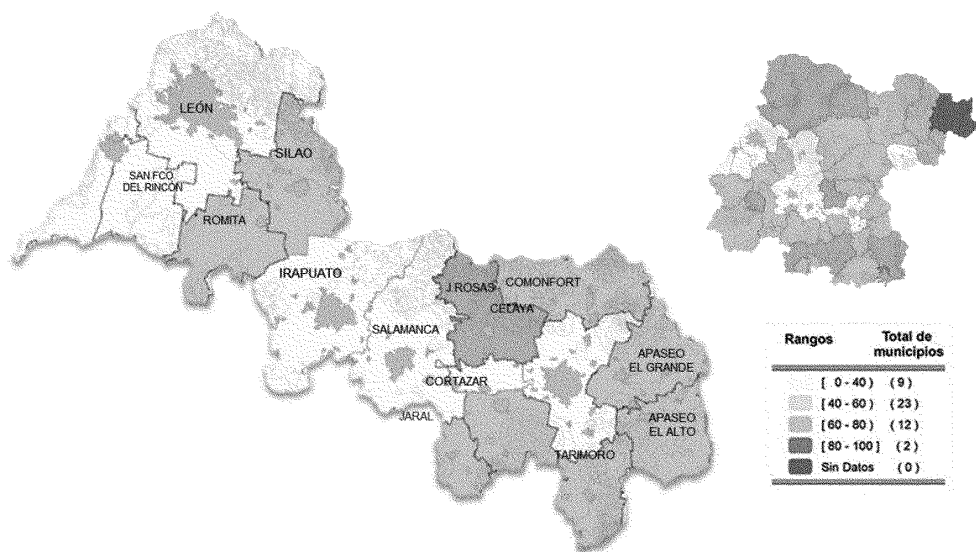 LEÓN
SILAO
SAN FCO
DEL RINCÓN
ROMITA
IRAPUATO
J.ROSAS
COMONFORT
CELAYA
SALAMANCA
APASEO
EL GRANDE
CORTAZAR
JARAL
APASEO
EL ALTO
TARIMORO
Rangos Total de
municipios
[ 0 - 40) ( 9 )
[ 40 - 60) ( 23 )
[ 60 - 80) ( 12 )
[ 80 - 100] ( 2 )
Sin Datos ( 0 )